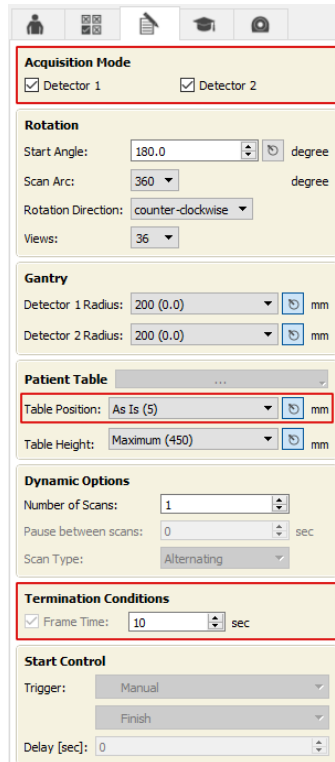 Acquisition Mode
Detector 1 Detector 2
Rotation
Start Angle: 180.0 degree
Scan Arc: 360 degree
Rotation Direction: counter-clockwise
Views: 36
Gantry
Detector 1 Radius: 200 (0.0) mm
Detector 2 Radius: 200 (0.0) mm
Patient Table ...
Table Position: As Is (5) mm
Table Height: Maximum (450) mm
Dynamic Options
Number of Scans: 1
Pause between scans: 0 sec
Scan Type: Alternating
Termination Conditions
Frame Time: 10 sec
Start Control
Trigger: Manual
Finish
Delay [sec]: 0